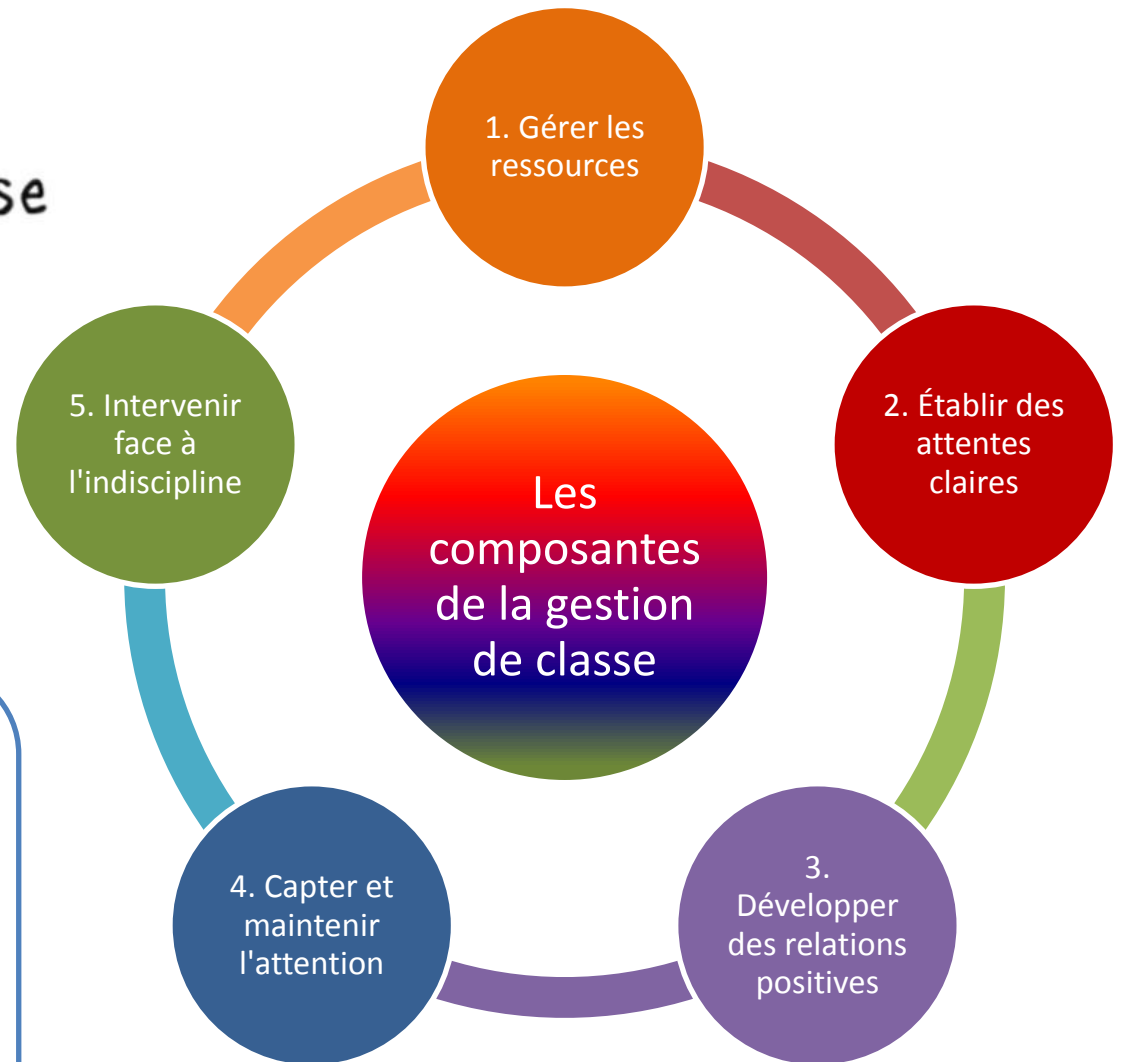 se
1. Gérer les
ressources
2. Établir des
attentes
claires
3.
Développer
des relations
positives
4. Capter et
maintenir
l'attention
5. Intervenir
face à
l'indiscipline
Les
composantes
de la gestion
de classe